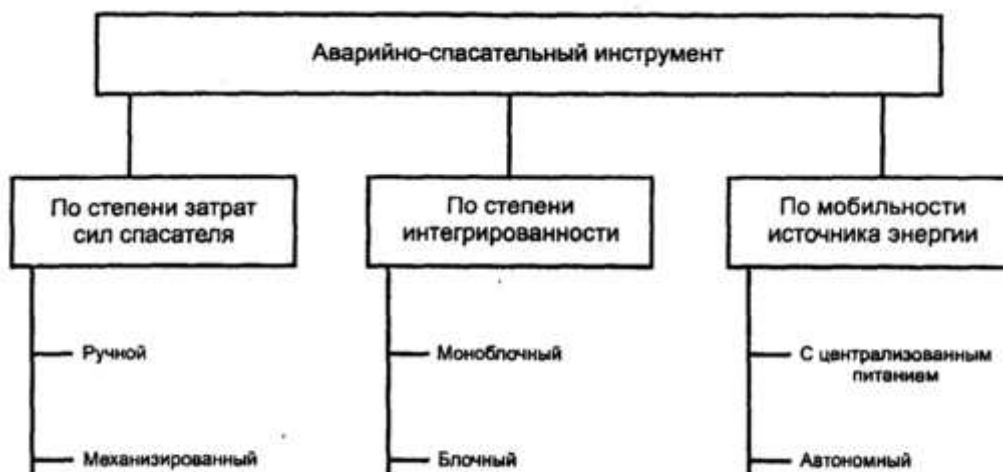 Аварийно-спасательный инструмент
По степени затрат
сил спасателя
По степени
интегрированности
По мобильности
источника энергии
Ручной
Моноблочный
С централизованным
питанием
Механизированный
Блочный
Автономный